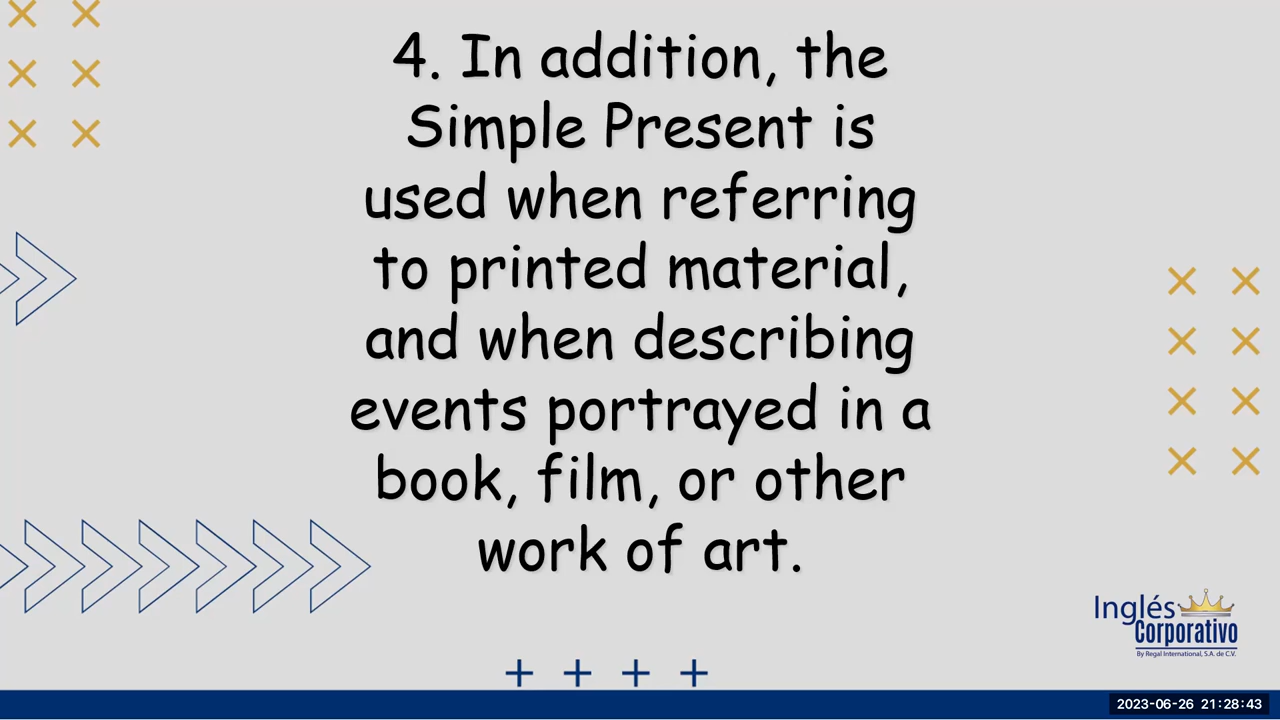 4. In addition, the
Simple Present is
used when referring
to printed material,
and when describing
events portrayed in a
book, film, or other
work of art.
Inglés
Corporativo
By Regal International, S.A. de C.V.
2023-06-26 21:28:43